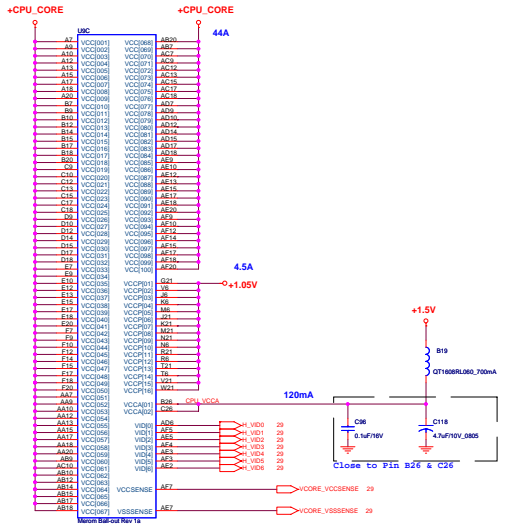 +CPU_CORE
+CPU_CORE
U9C
44A
A7 VCC[001] VCC[068] AB20
A9 VCC[002] VCC[069] AB7
A10 VCC[003] VCC[070] AC7
A12 VCC[004] VCC[071] AC9
A13 VCC[005] VCC[072] AC12
A15 VCC[006] VCC[073] AC13
A17 VCC[007] VCC[074] AC15
A18 VCC[008] VCC[075] AC17
A20 VCC[009] VCC[076] AC18
B7 VCC[010] VCC[077] AD7
B9 VCC[011] VCC[078] AD9
B10 VCC[012] VCC[079] AD10
B12 VCC[013] VCC[080] AD12
B14 VCC[014] VCC[081] AD14
B15 VCC[015] VCC[082] AD15
B17 VCC[016] VCC[083] AD17
B18 VCC[017] VCC[084] AD18
B20 VCC[018] VCC[085] AE9
C9 VCC[019] VCC[086] AE10
C10 VCC[020] VCC[087] AE12
C12 VCC[021] VCC[088] AE13
C13 VCC[022] VCC[089] AE15
C15 VCC[023] VCC[090] AE17
C17 VCC[024] VCC[091] AE18
C18 VCC[025] VCC[092] AE20
D9 VCC[026] VCC[093] AF9
D10 VCC[027] VCC[094] AF10
D12 VCC[028] VCC[095] AF12
D14 VCC[029] VCC[096] AF14
D15 VCC[030] VCC[097] AF15
D17 VCC[031] VCC[098] AF17
D18 VCC[032] VCC[099] AF18
E7 VCC[033] VCC[100] AF20
E9 VCC[034]
4.5A
E10 VCC[035] VCCP[01] G21
+1.05V
E12 VCC[036] VCCP[02] V6
E13 VCC[037] VCCP[03] J6
E15 VCC[038] VCCP[04] K6
E17 VCC[039] VCCP[05] M6
E18 VCC[040] VCCP[06] J21
E20 VCC[041] VCCP[07] K21
F7 VCC[042] VCCP[08] M21
F9 VCC[043] VCCP[09] N21
F10 VCC[044] VCCP[10] N6
F12 VCC[045] VCCP[11] R21
F14 VCC[046] VCCP[12] R6
F15 VCC[047] VCCP[13] T21
F17 VCC[048] VCCP[14] T6
F18 VCC[049] VCCP[15] V21
F20 VCC[050] VCCP[16] W21
AA7 VCC[051]
AA9 VCC[052] VCCA[01] B26 CPU_VCCA
120mA
AA10 VCC[053] VCCA[02] C26
AA12 VCC[054]
AA13 VCC[055] VID[0] AD6 H_VID0 29
AA15 VCC[056] VID[1] AF5 H_VID1 29
AA17 VCC[057] VID[2] AE5 H_VID2 29
AA18 VCC[058] VID[3] AF4 H_VID3 29
AA20 VCC[059] VID[4] AE3 H_VID4 29
AB9 VCC[060] VID[5] AF3 H_VID5 29
AC10 VCC[061] VID[6] AE2 H_VID6 29
AB10 VCC[062]
AB12 VCC[063]
AB14 VCC[064] VCCSENSE AF7 VCORE_VCCSENSE 29
AB15 VCC[065]
AB17 VCC[066]
AB18 VCC[067] VSSSENSE AE7 VCORE_VSSSENSE 29
Merom Ball-out Rev 1a
+1.5V
B19
QT1608RL060_700mA
C96
0.1uF/16V
C118
4.7uF/10V_0805
Close to Pin B26 & C26